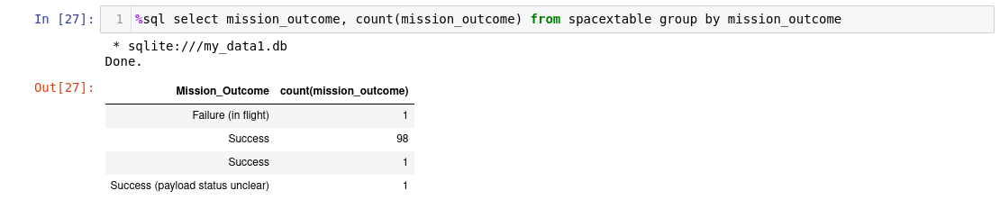 In [27]: 1 %sql select mission_outcome, count(mission_outcome) from spacextable group by mission_outcome
* sqlite:///my_data1.db
Done.
Out[27]: Mission_Outcome count(mission_outcome)
Failure (in flight) 1
Success 98
Success 1
Success (payload status unclear) 1